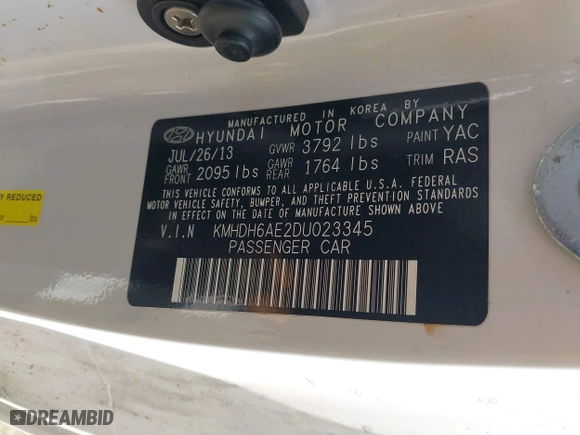 MANUFACTURED IN KOREA BY
HYUNDAI MOTOR COMPANY
JUL/26/13 GVWR 3792 lbs PAINT YAC
GAWR FRONT 2095 lbs GAWR REAR 1764 lbs TRIM RAS
THIS VEHICLE CONFORMS TO ALL APPLICABLE U.S.A. FEDERAL
MOTOR VEHICLE SAFETY, BUMPER, AND THEFT PREVENTION STANDARDS
IN EFFECT ON THE DATE OF MANUFACTURE SHOWN ABOVE.
V.I.N KMHDH6AE2DU023345
PASSENGER CAR
REDUCED
lbs
DREAMBID